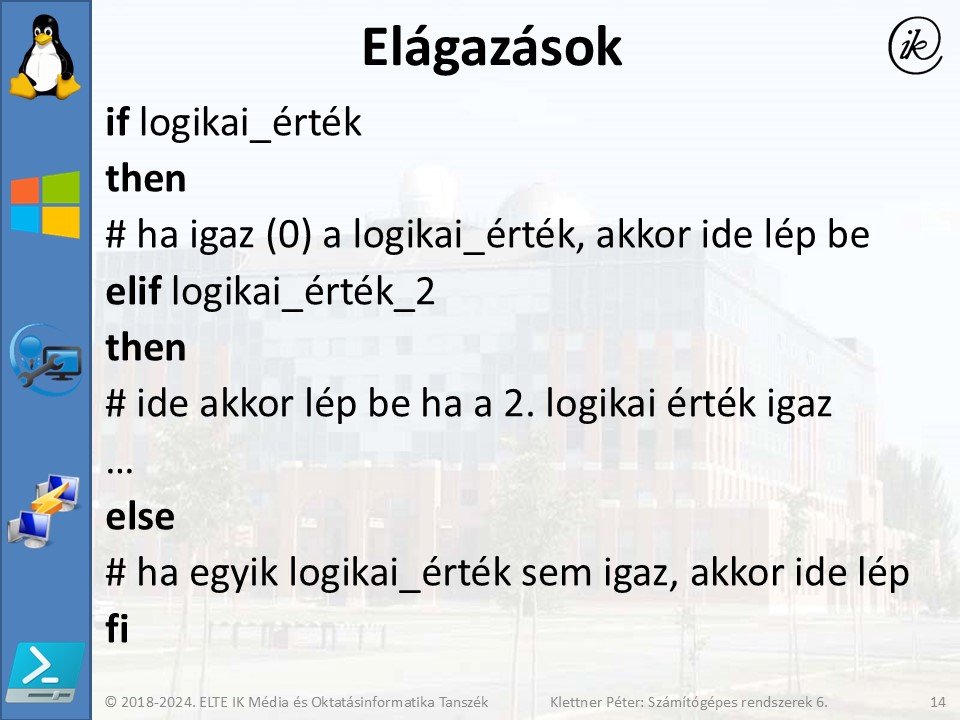 Elágazások
ik
if logikai_érték
then
# ha igaz (0) a logikai_érték, akkor ide lép be
elif logikai_érték_2
then
# ide akkor lép be ha a 2. logikai érték igaz
…
else
# ha egyik logikai_érték sem igaz, akkor ide lép
fi
© 2018-2024. ELTE IK Média és Oktatásinformatika Tanszék Klettner Péter: Számítógépes rendszerek 6. 14